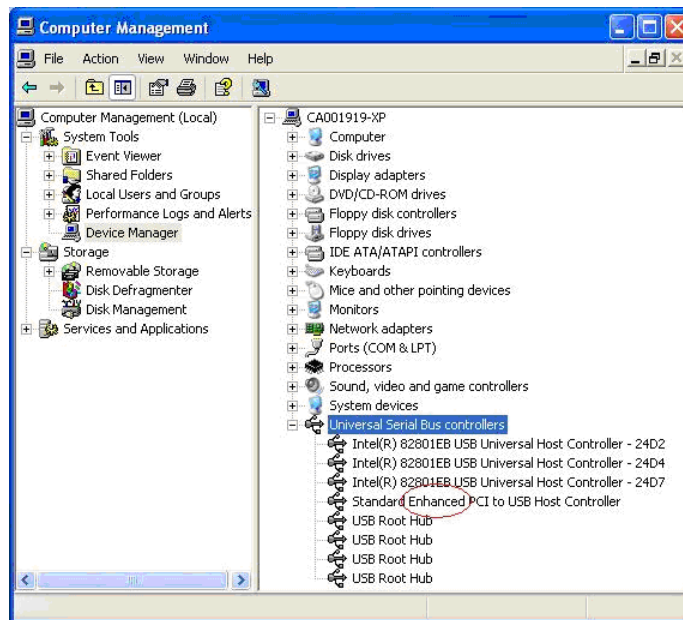 Computer Management
File Action View Window Help
Computer Management (Local)
System Tools
Event Viewer
Shared Folders
Local Users and Groups
Performance Logs and Alerts
Device Manager
Storage
Removable Storage
Disk Defragmenter
Disk Management
Services and Applications
CA001919-XP
Computer
Disk drives
Display adapters
DVD/CD-ROM drives
Floppy disk controllers
Floppy disk drives
IDE ATA/ATAPI controllers
Keyboards
Mice and other pointing devices
Monitors
Network adapters
Ports (COM & LPT)
Processors
Sound, video and game controllers
System devices
Universal Serial Bus controllers
Intel(R) 82801EB USB Universal Host Controller - 24D2
Intel(R) 82801EB USB Universal Host Controller - 24D4
Intel(R) 82801EB USB Universal Host Controller - 24D7
Standard Enhanced PCI to USB Host Controller
USB Root Hub
USB Root Hub
USB Root Hub
USB Root Hub